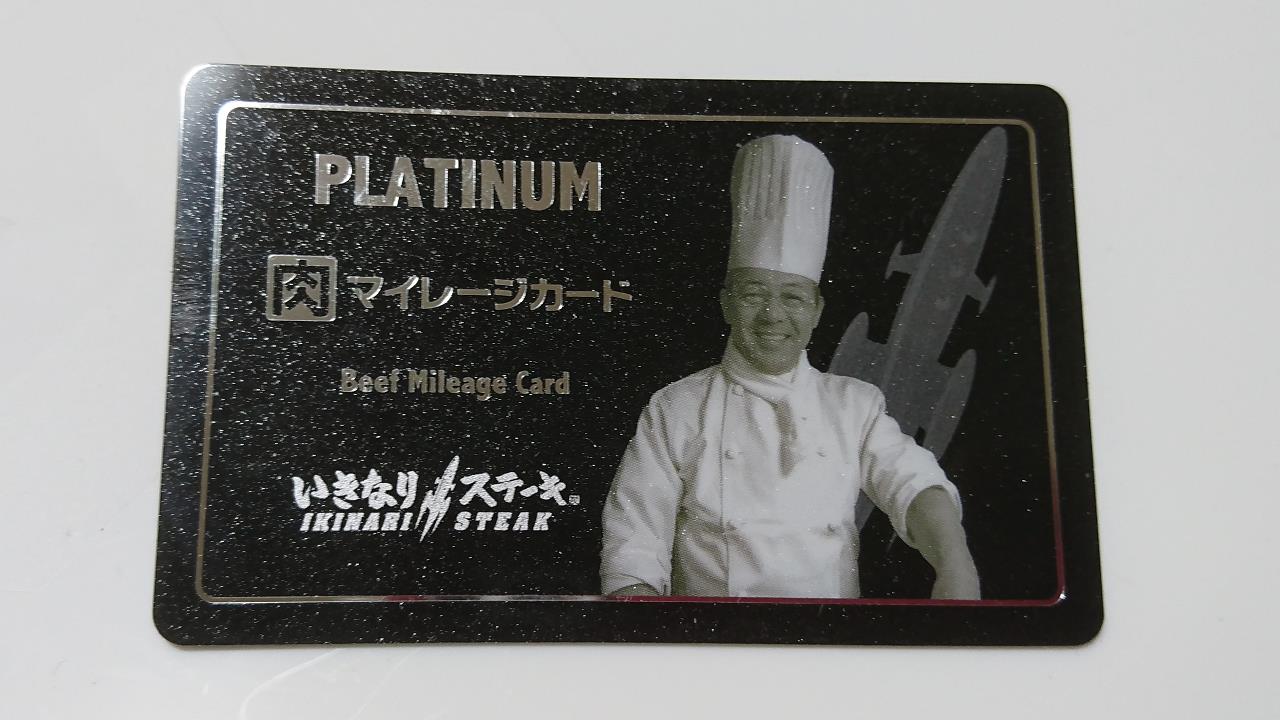 PLATINUM
肉マイレージカード
Beef Mileage Card
いきなりステーキ
IKINARI STEAK